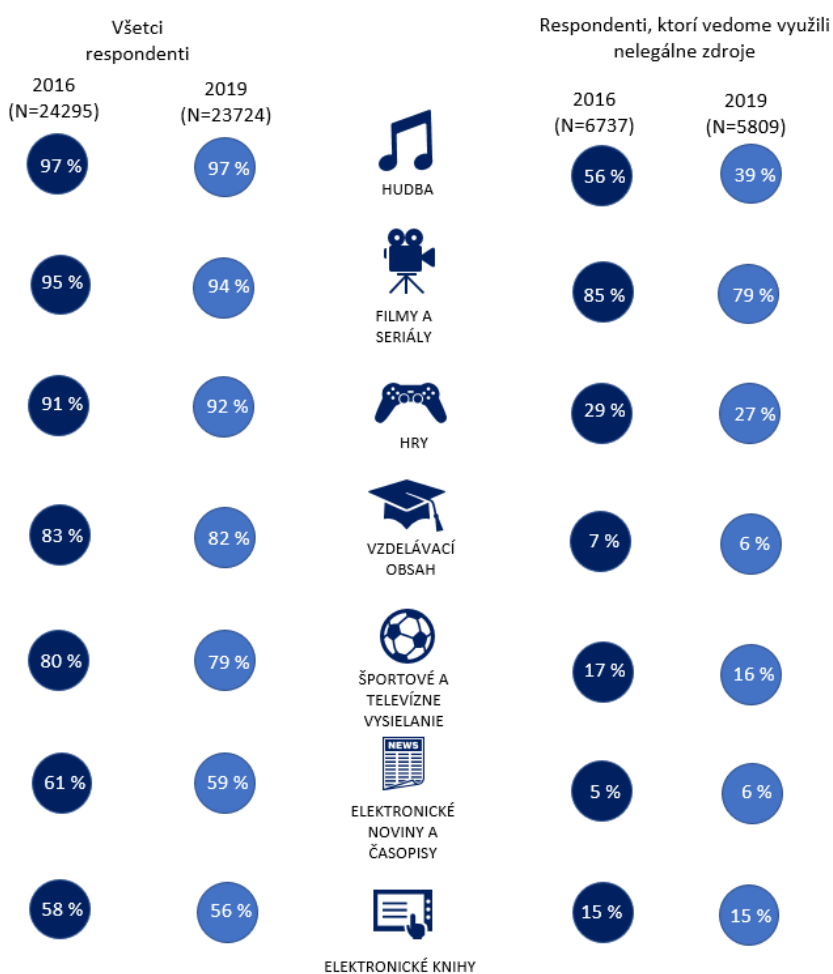 Všetci
respondenti
Respondenti, ktorí vedome využili
nelegálne zdroje
2016
(N=24295)
2019
(N=23724)
2016
(N=6737)
2019
(N=5809)
97 %
97 %
HUDBA
56 %
39 %
95 %
94 %
FILMY A
SERIÁLY
85 %
79 %
91 %
92 %
HRY
29 %
27 %
83 %
82 %
VZDELÁVACÍ
OBSAH
7 %
6 %
80 %
79 %
ŠPORTOVÉ A
TELEVÍZNE
VYSIELANIE
17 %
16 %
61 %
59 %
NEWS
ELEKTRONICKÉ
NOVINY A
ČASOPISY
5 %
6 %
58 %
56 %
ELEKTRONICKÉ KNIHY
15 %
15 %